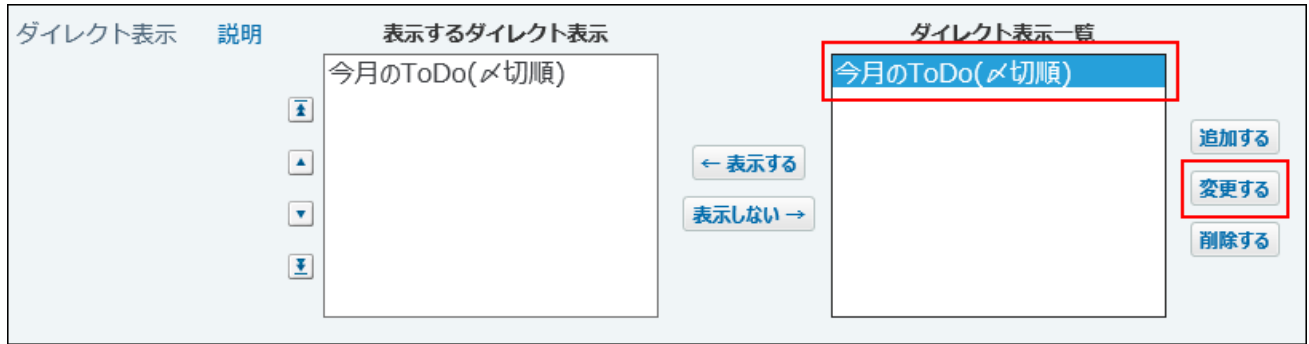 ダイレクト表示 説明
表示するダイレクト表示
ダイレクト表示一覧
今月のToDo(〆切順)
今月のToDo(〆切順)
← 表示する
表示しない →
追加する
変更する
削除する